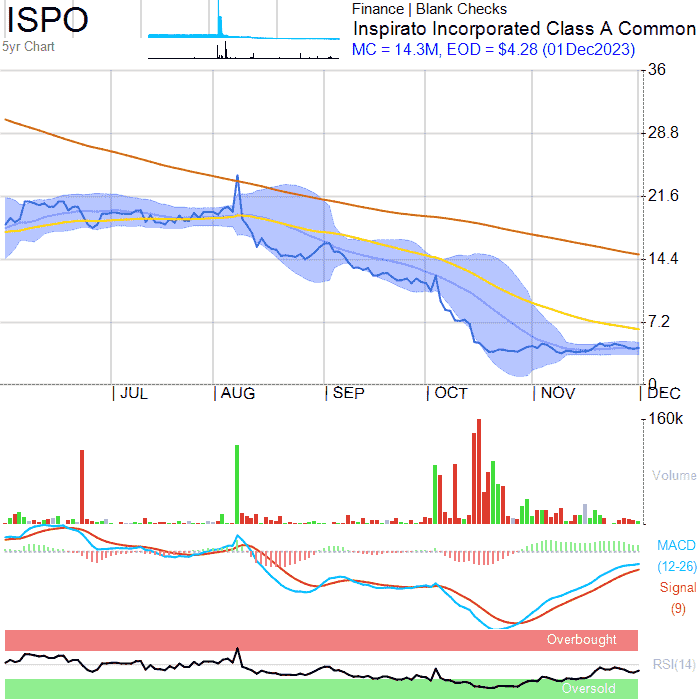 ISPO
5yr Chart
Finance | Blank Checks
Inspirato Incorporated Class A Common
MC = 14.3M, EOD = $4.28 (01Dec2023)
36
28.8
21.6
14.4
7.2
0
JUL AUG SEP OCT NOV DEC
160k
Volume
MACD
(12-26)
Signal
(9)
Overbought
RSI(14)
Oversold